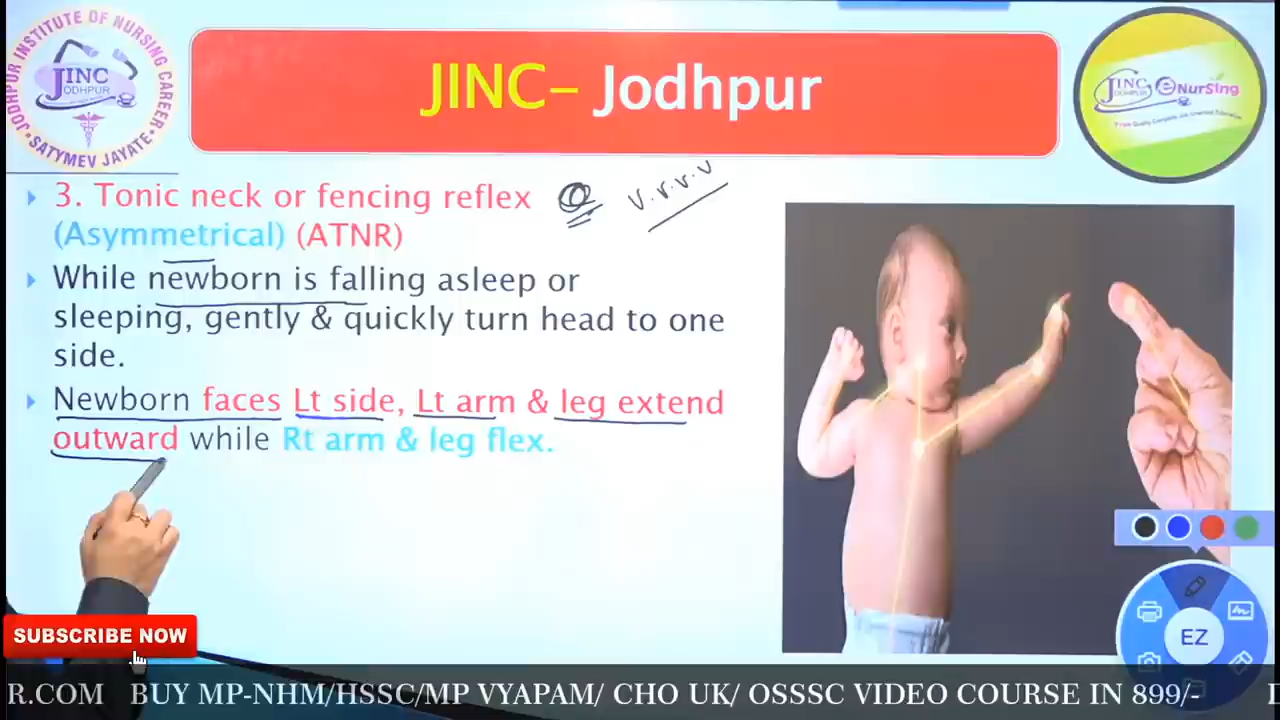 JODHPUR INSTITUTE OF NURSING CAREER
JINC
JODHPUR
• SATYMEV JAYATE •
JINC– Jodhpur
JINC
JODHPUR
eNursing
3. Tonic neck or fencing reflex
Q v.v.v.v
(Asymmetrical) (ATNR)
While newborn is falling asleep or
sleeping, gently & quickly turn head to one
side.
Newborn faces Lt side, Lt arm & leg extend
outward while Rt arm & leg flex.
EZ
SUBSCRIBE NOW
R.COM BUY MP-NHM/HSSC/MP VYAPAM/ CHO UK/ OSSSC VIDEO COURSE IN 899/- D